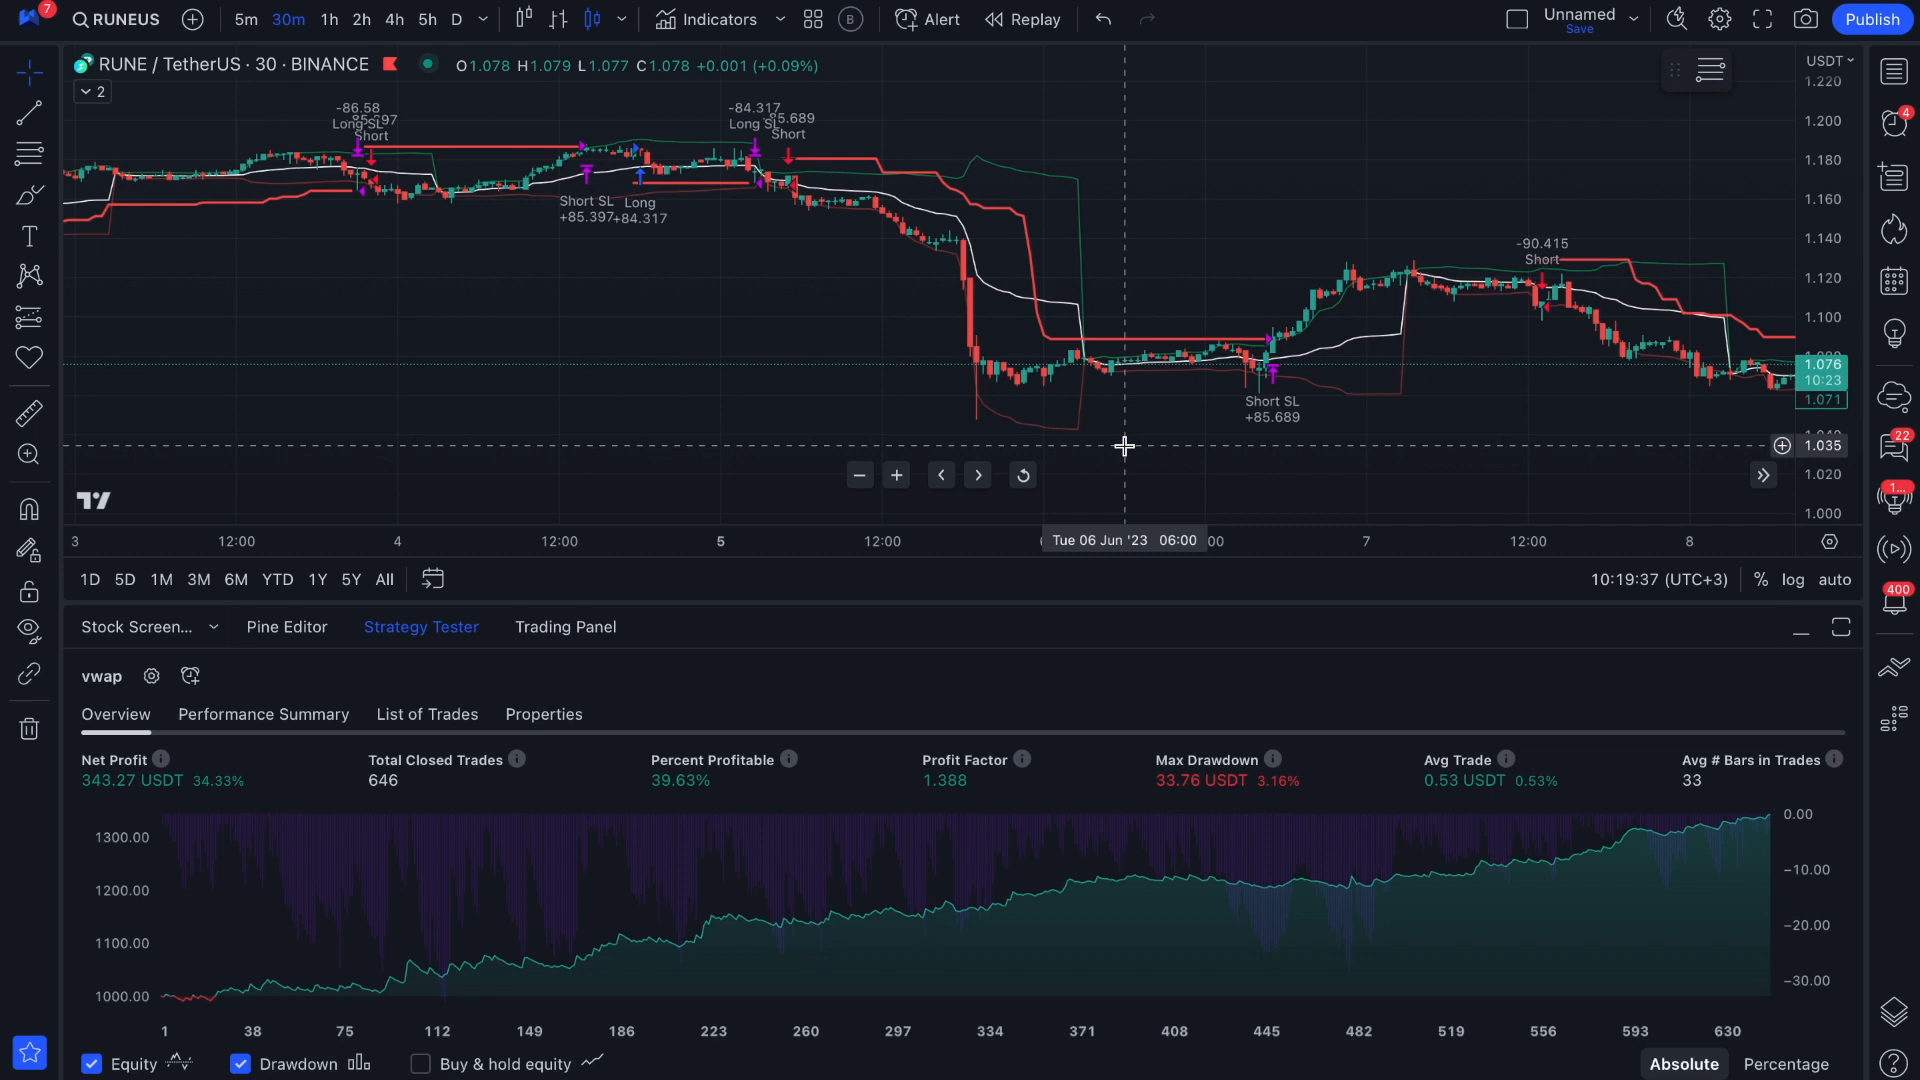 7
RUNEUS 5m 30m 1h 2h 4h 5h D Indicators B Alert Replay Unnamed Publish
Save
RUNE / TetherUS · 30 · BINANCE O1.078 H1.079 L1.077 C1.078 +0.001 (+0.09%) USDT
2
1.220
1.200
1.180
1.160
1.140
1.120
1.100
1.076
10:23
1.071
1.035
1.020
1.000
-86.58
Long SL
Short
-84.317
Long SL
85.689
Short
Short SL
+85.397
Long
+84.317
-90.415
Short
Short SL
+85.689
3 12:00 4 12:00 5 12:00 Tue 06 Jun '23 06:00 7 12:00 8
1D 5D 1M 3M 6M YTD 1Y 5Y All 10:19:37 (UTC+3) % log auto
Stock Screen... Pine Editor Strategy Tester Trading Panel
vwap
Overview Performance Summary List of Trades Properties
Net Profit Total Closed Trades Percent Profitable Profit Factor Max Drawdown Avg Trade Avg # Bars in Trades
343.27 USDT 34.33% 646 39.63% 1.388 33.76 USDT 3.16% 0.53 USDT 0.53% 33
1300.00
1200.00
1100.00
1000.00
0.00
−10.00
−20.00
−30.00
1 38 75 112 149 186 223 260 297 334 371 408 445 482 519 556 593 630
Equity Drawdown Buy & hold equity Absolute Percentage
4
22
1...
400